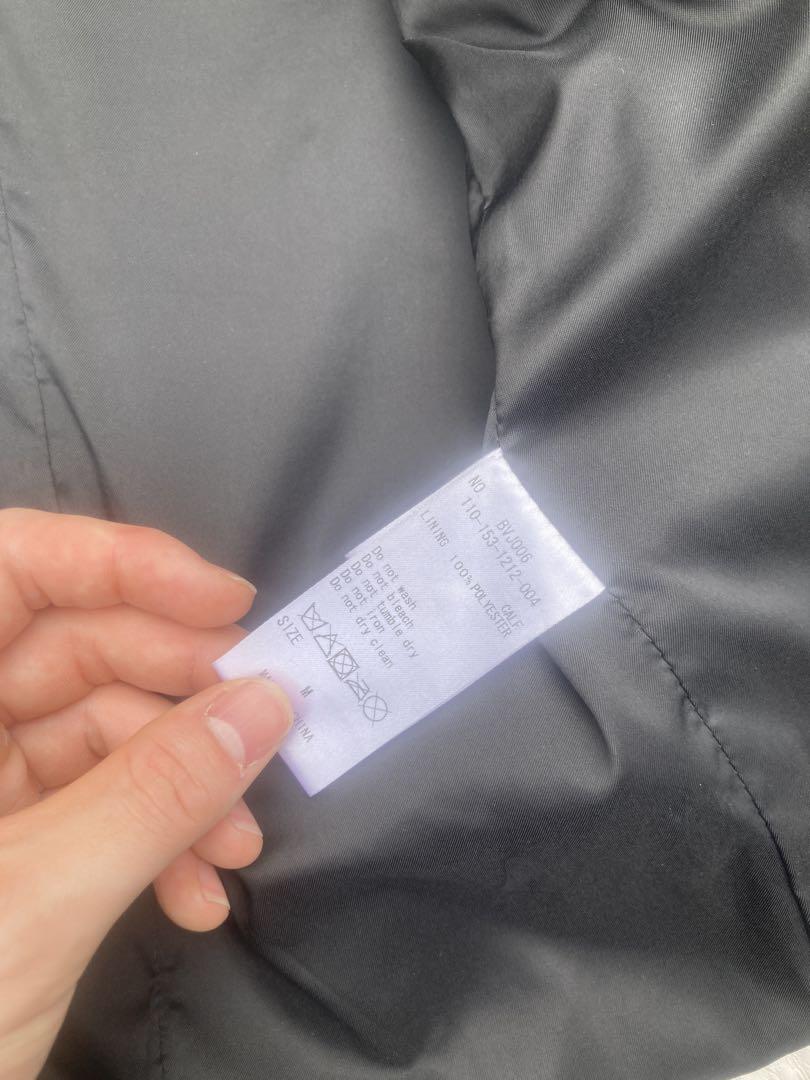 NO BVJ006
110-153-1212-004
CALF
LINING 100%POLYESTER
Do not wash
Do not bleach
Do not tumble dry
Do not iron
Do not dry clean
SIZE M